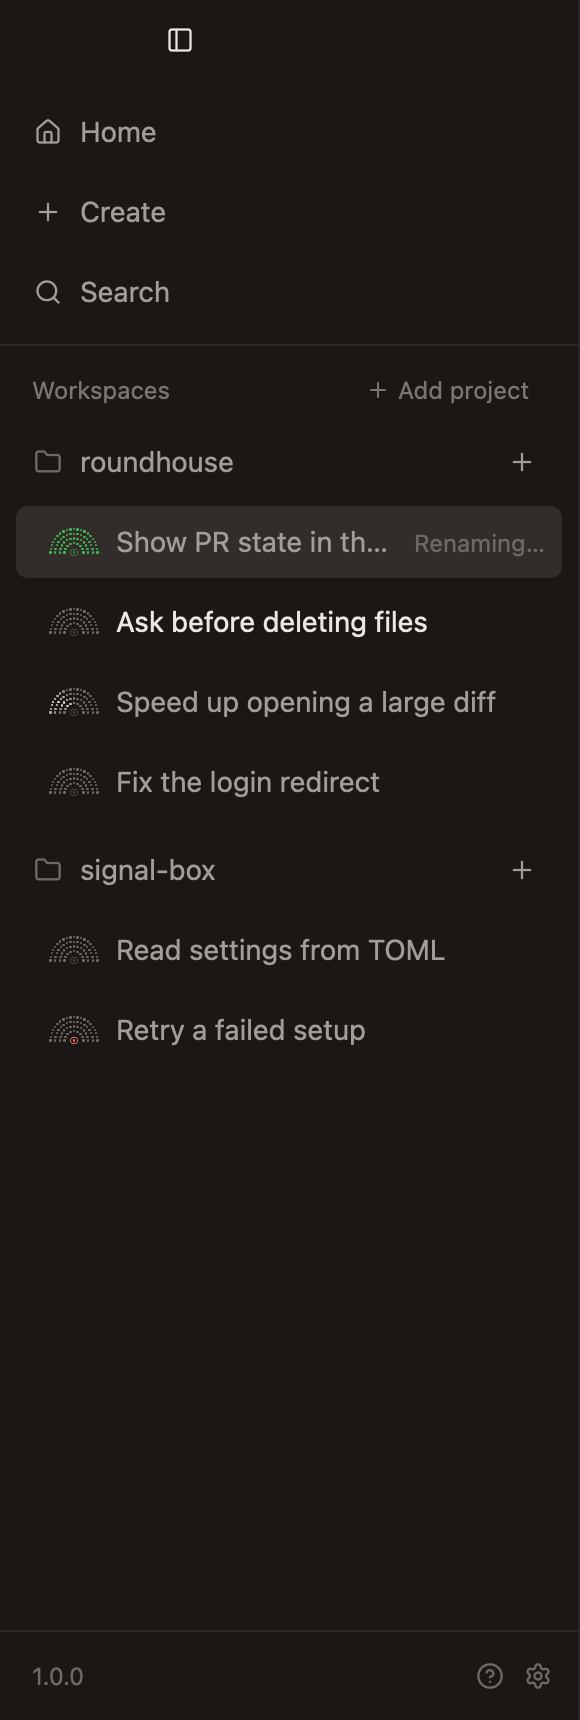 Home
Create
Search
Workspaces + Add project
roundhouse +
Show PR state in th... Renaming...
Ask before deleting files
Speed up opening a large diff
Fix the login redirect
signal-box +
Read settings from TOML
Retry a failed setup
1.0.0